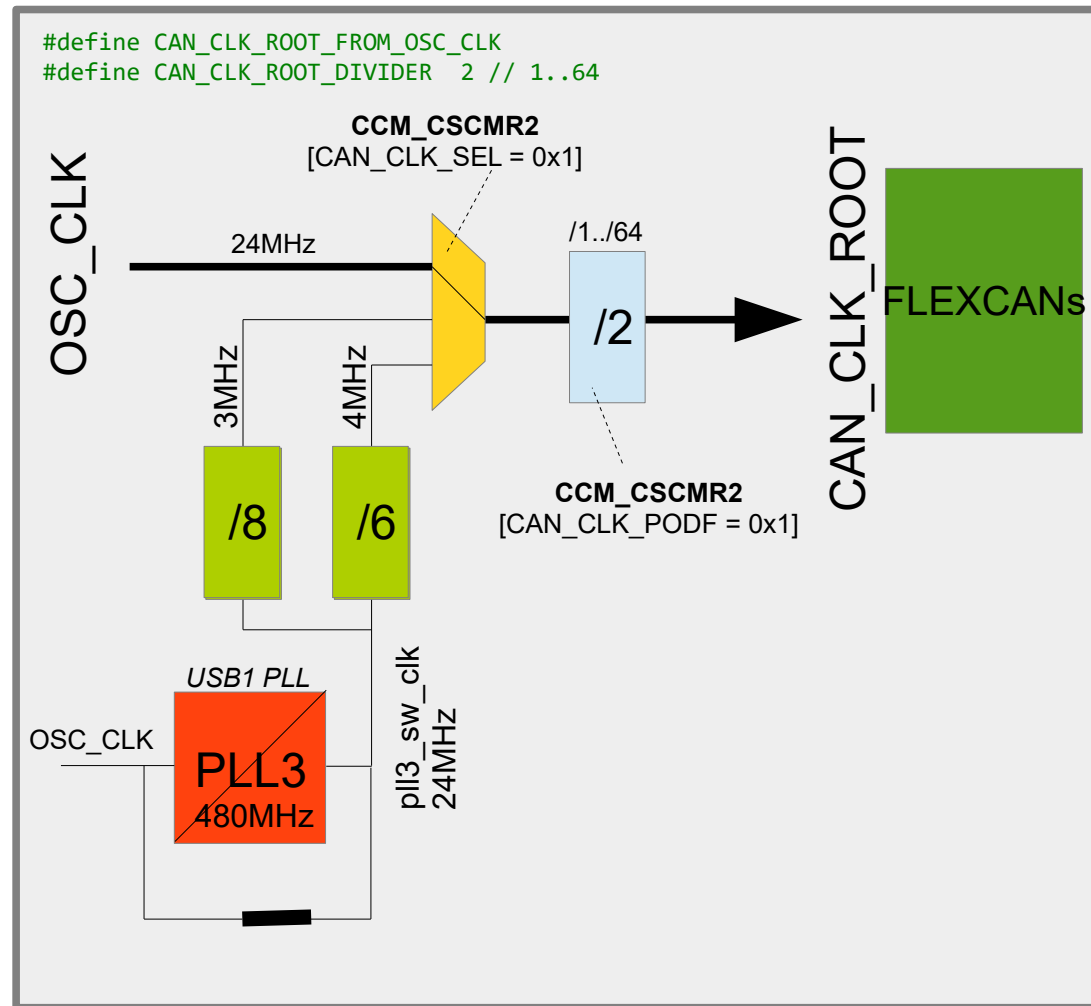 #define CAN_CLK_ROOT_FROM_OSC_CLK
#define CAN_CLK_ROOT_DIVIDER  2 // 1..64
CCM_CSCMR2
[CAN_CLK_SEL = 0x1]
OSC_CLK
24MHz
/1../64
/2
CAN_CLK_ROOT
FLEXCANs
3MHz
4MHz
CCM_CSCMR2
[CAN_CLK_PODF = 0x1]
/8
/6
USB1 PLL
OSC_CLK
PLL3
480MHz
pll3_sw_clk
24MHz